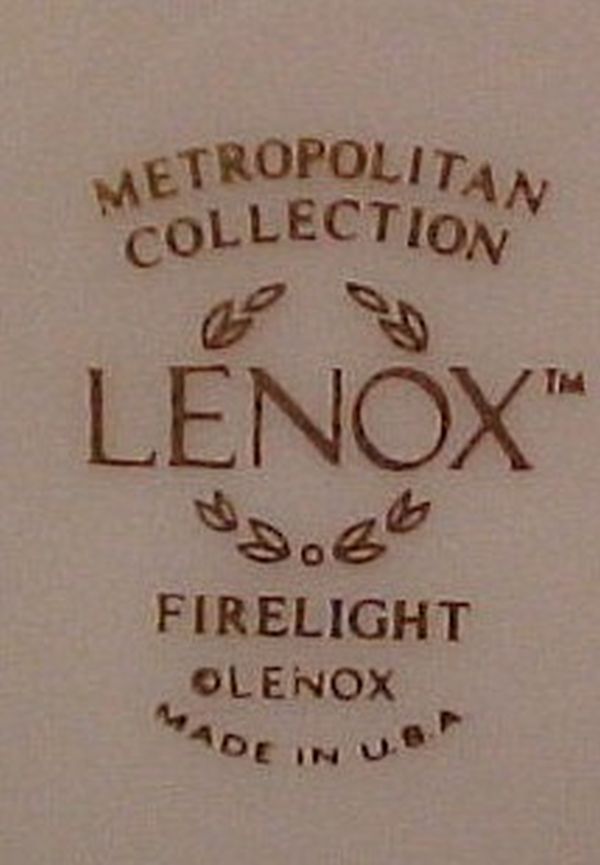 METROPOLITAN
COLLECTION
LENOX™
FIRELIGHT
©LENOX
MADE IN U.S.A